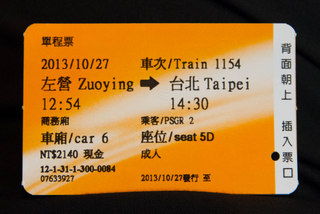 單程票
2013/10/27 車次/Train 1154
左營 Zuoying ➡ 台北 Taipei
12:54 14:30
商務廂 乘客/PSGR 2
車廂/car 6 座位/seat 5D
NT$2140 現金 成人
12-1-31-1-300-0084
07633927 2013/10/27發行 至
背面朝上 插入票口